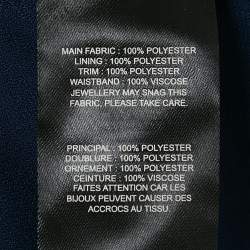 MAIN FABRIC : 100% POLYESTER
LINING : 100% POLYESTER
TRIM : 100% POLYESTER
WAISTBAND : 100% VISCOSE
JEWELLERY MAY SNAG THIS
FABRIC, PLEASE TAKE CARE.
PRINCIPAL : 100% POLYESTER
DOUBLURE : 100% POLYESTER
ORNEMENT : 100% POLYESTER
CEINTURE : 100% VISCOSE
FAITES ATTENTION CAR LES
BIJOUX PEUVENT CAUSER DES
ACCROCS AU TISSU.